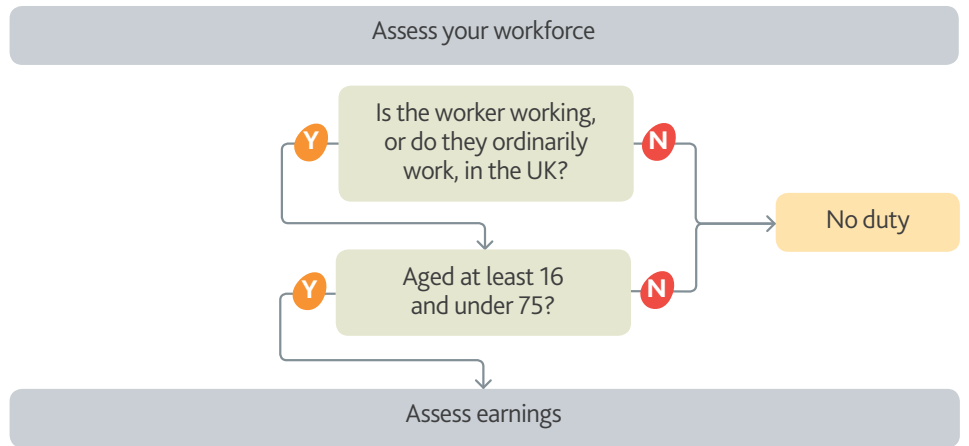 Assess your workforce
Is the worker working,
or do they ordinarily
work, in the UK?
Y
N
No duty
Aged at least 16
and under 75?
Y
N
Assess earnings